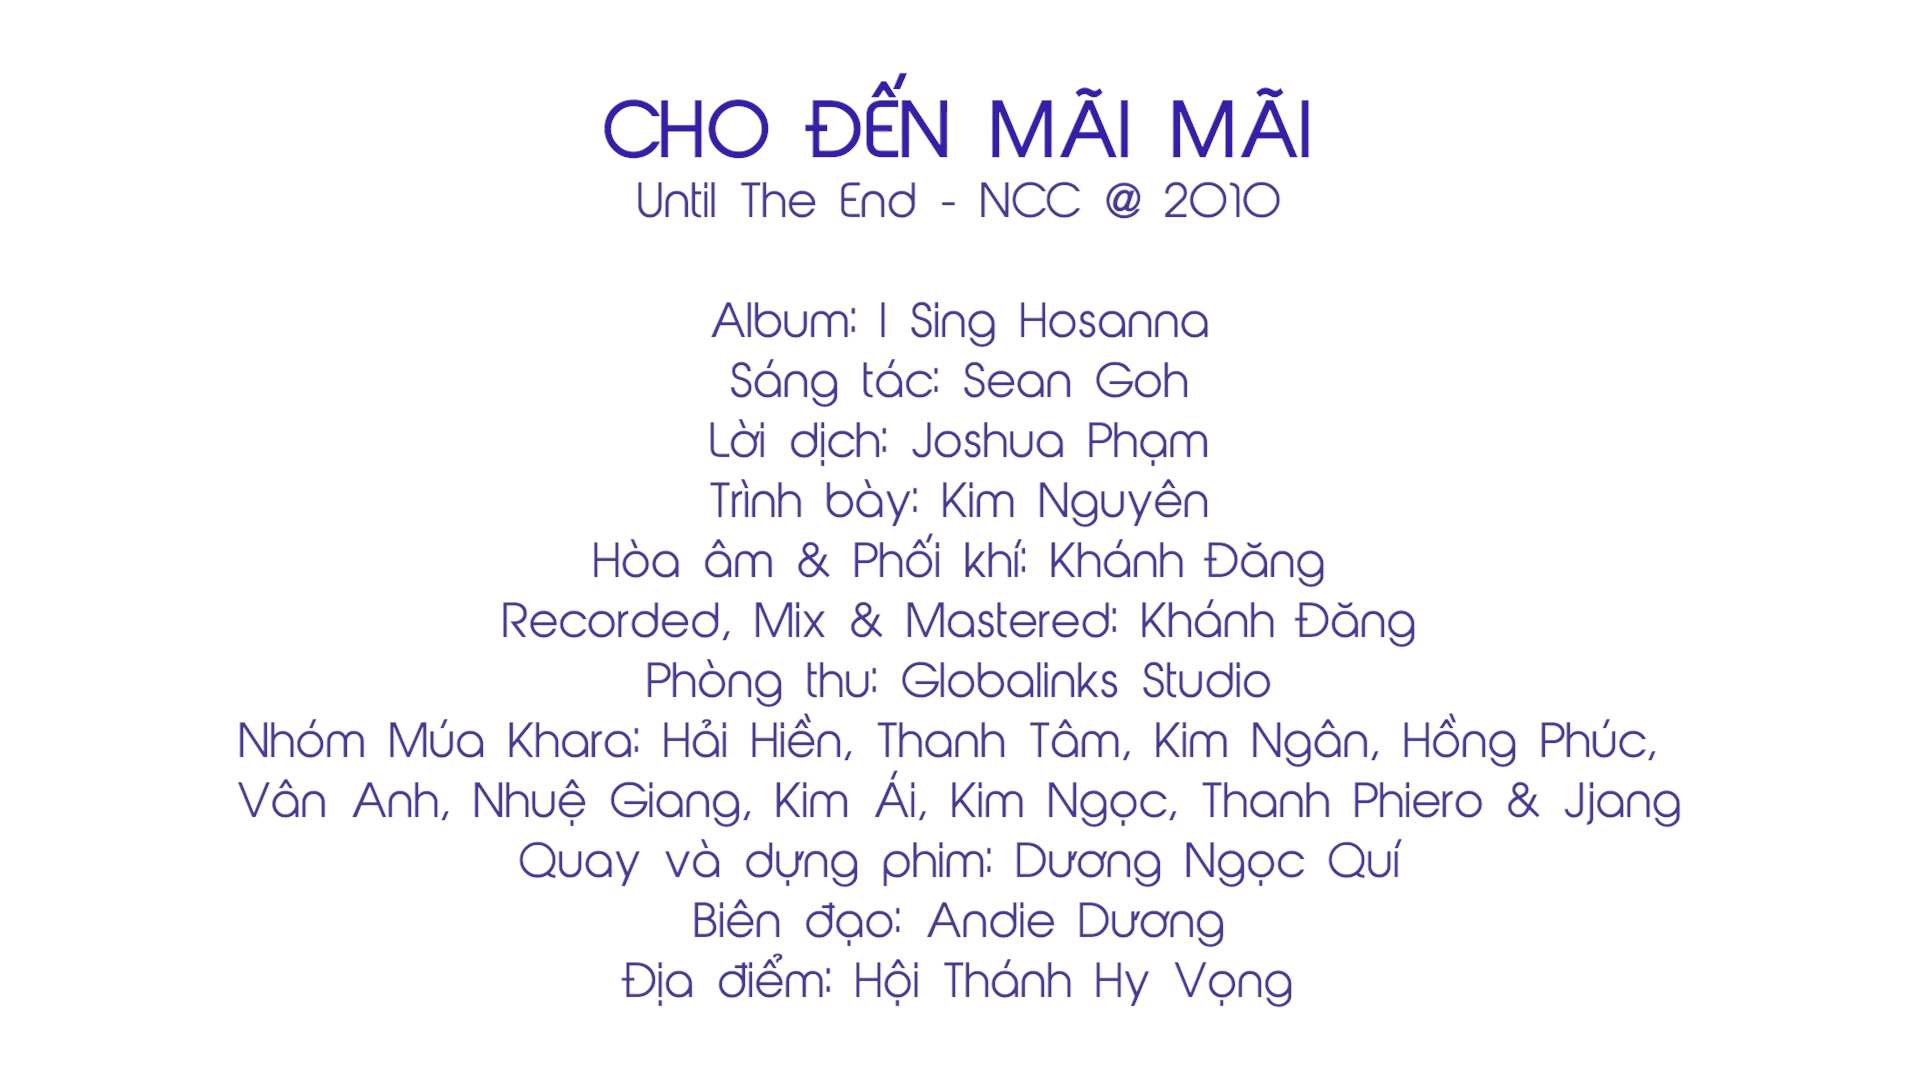 CHO ĐẾN MÃI MÃI
Until The End - NCC @ 2010
Album: I Sing Hosanna
Sáng tác: Sean Goh
Lời dịch: Joshua Phạm
Trình bày: Kim Nguyên
Hòa âm & Phối khí: Khánh Đăng
Recorded, Mix & Mastered: Khánh Đăng
Phòng thu: Globalinks Studio
Nhóm Múa Khara: Hải Hiền, Thanh Tâm, Kim Ngân, Hồng Phúc,
Vân Anh, Nhuệ Giang, Kim Ái, Kim Ngọc, Thanh Phiero & Jjang
Quay và dựng phim: Dương Ngọc Quí
Biên đạo: Andie Dương
Địa điểm: Hội Thánh Hy Vọng